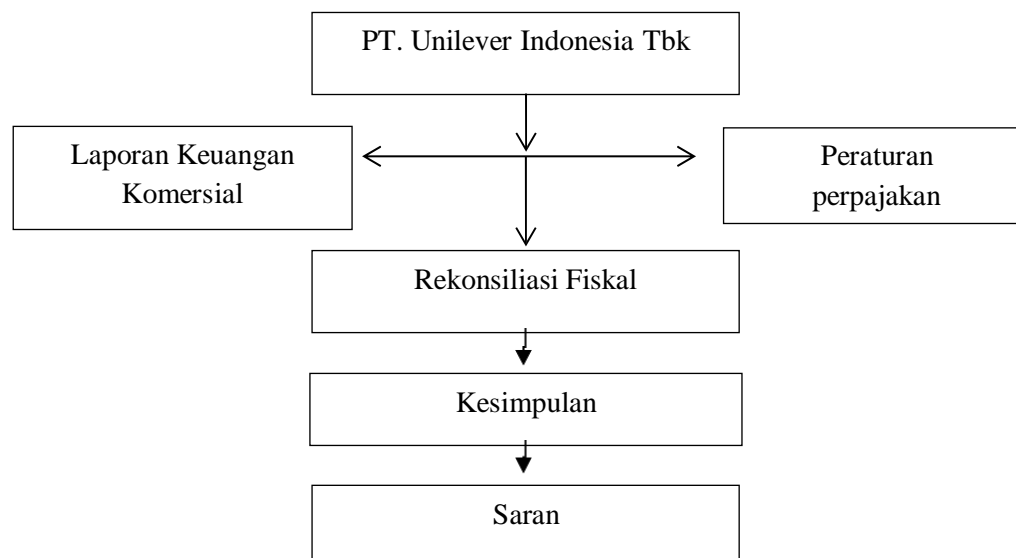 PT. Unilever Indonesia Tbk
Laporan Keuangan
Komersial
Peraturan
perpajakan
Rekonsiliasi Fiskal
Kesimpulan
Saran